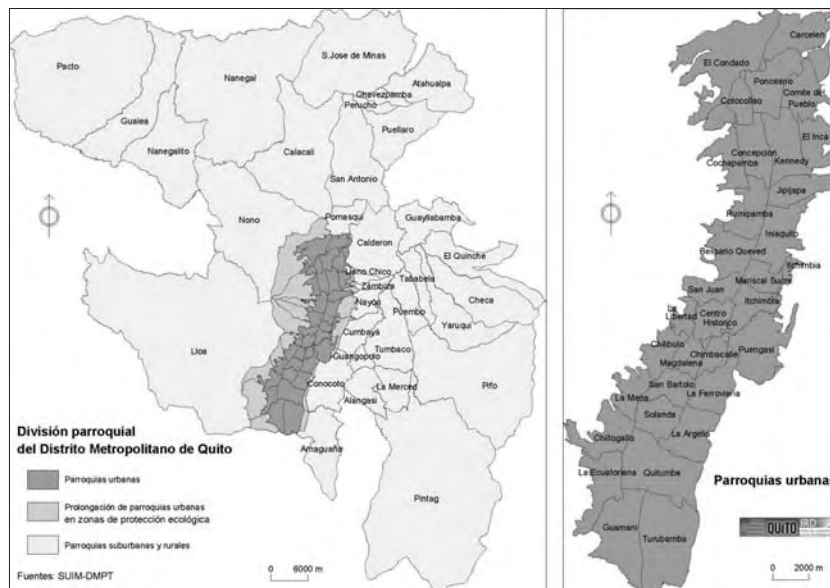 S.Jose de Minas
Pacto
Nanegal
Atahualpa
Chavezpamba
Perucho
Gualea
Puellaro
Nanegalito
Calacali
San Antonio
Nono
Pomasqui
Guayllabamba
Calderon
El Quinche
Llano Chico
Tababela
Zambiza
Checa
Nayon
Puembo
Yaruqui
Lloa
Cumbayá
Tumbaco
Guangopolo
Conocoto
La Merced
Pifo
Alangasi
Amaguaña
Pintag
División parroquial
del Distrito Metropolitano de Quito
Parroquias urbanas
Prolongación de parroquias urbanas
en zonas de protección ecológica
Parroquias suburbanas y rurales
Fuentes: SUIM-DMPT
6000 m
Carcelen
El Condado
Ponceano
Comite del
Pueblo
Cotocollao
El Inca
Concepción
Cochapamba
Kennedy
Jipijapa
Rumipamba
Iñaquito
Belisario Queved
Itchimbia
Mariscal Sucre
San Juan
Itchimbia
La
Libertad
Centro
Historico
Chilibulo
Chimbacalle
Puengasi
Magdalena
San Bartolo
La Mena
La Ferroviaria
Solanda
Chillogallo
La Argelia
La Ecuatoriana
Quitumbe
Guamani
Turubamba
Parroquias urbanas
QUITO
2000 m